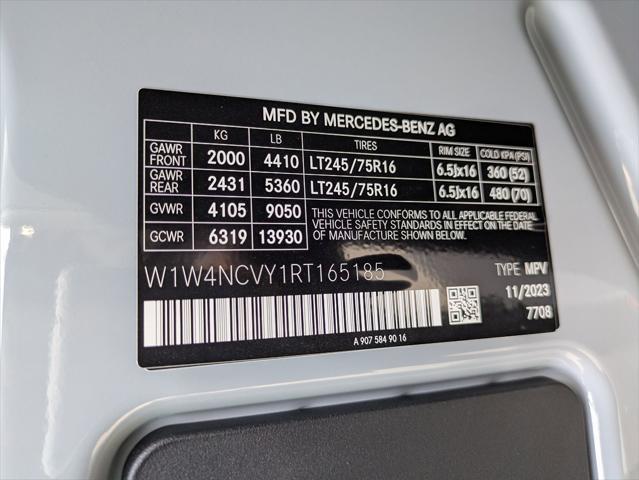 MFD BY MERCEDES-BENZ AG
KG LB TIRES RIM SIZE COLD KPA (PSI)
GAWR FRONT 2000 4410 LT245/75R16 6.5Jx16 360 (52)
GAWR REAR 2431 5360 LT245/75R16 6.5Jx16 480 (70)
GVWR 4105 9050
GCWR 6319 13930
THIS VEHICLE CONFORMS TO ALL APPLICABLE FEDERAL
VEHICLE SAFETY STANDARDS IN EFFECT ON THE DATE
OF MANUFACTURE SHOWN ABOVE.
W1W4NCVY1RT165185
TYPE MPV
11/2023
7708
A 907 584 90 16